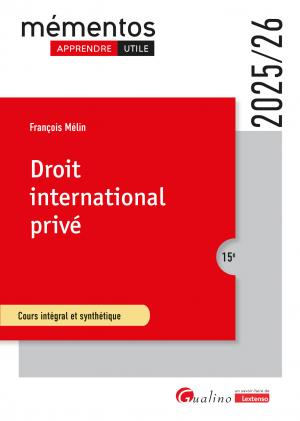 mémentos
APPRENDRE UTILE
2025/26
François Mélin
Droit
international
privé
15e
Cours intégral et synthétique
Gualino
un savoir-faire de
Lextenso